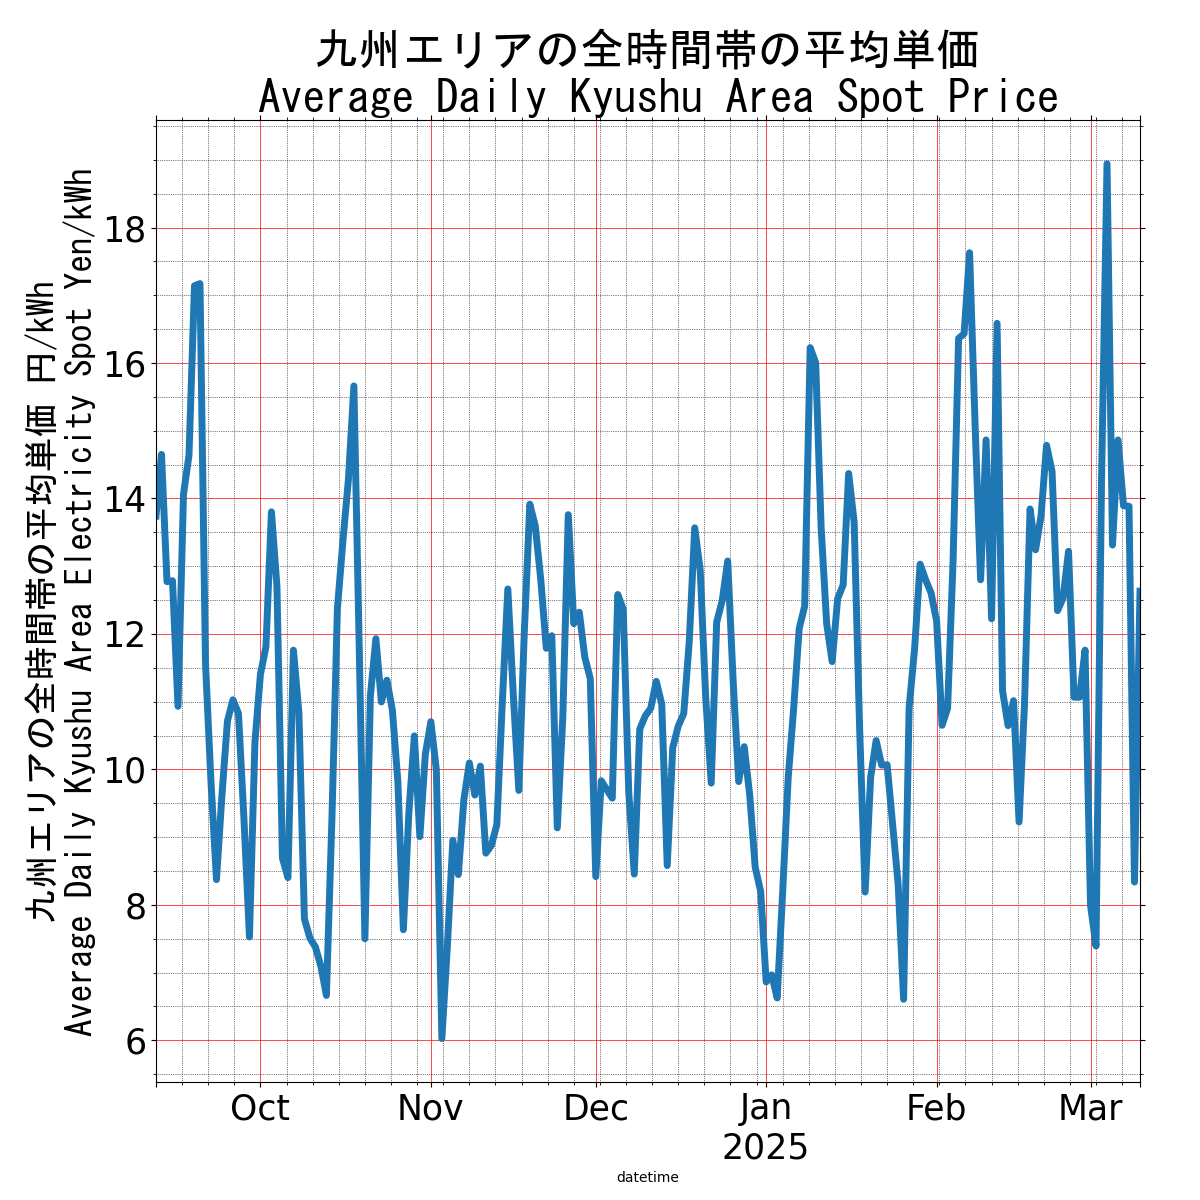 九州エリアの全時間帯の平均単価
Average Daily Kyushu Area Spot Price
九州エリアの全時間帯の平均単価 円/kWh
Average Daily Kyushu Area Electricity Spot Yen/kWh
18
16
14
12
10
8
6
Oct
Nov
Dec
Jan
2025
Feb
Mar
datetime